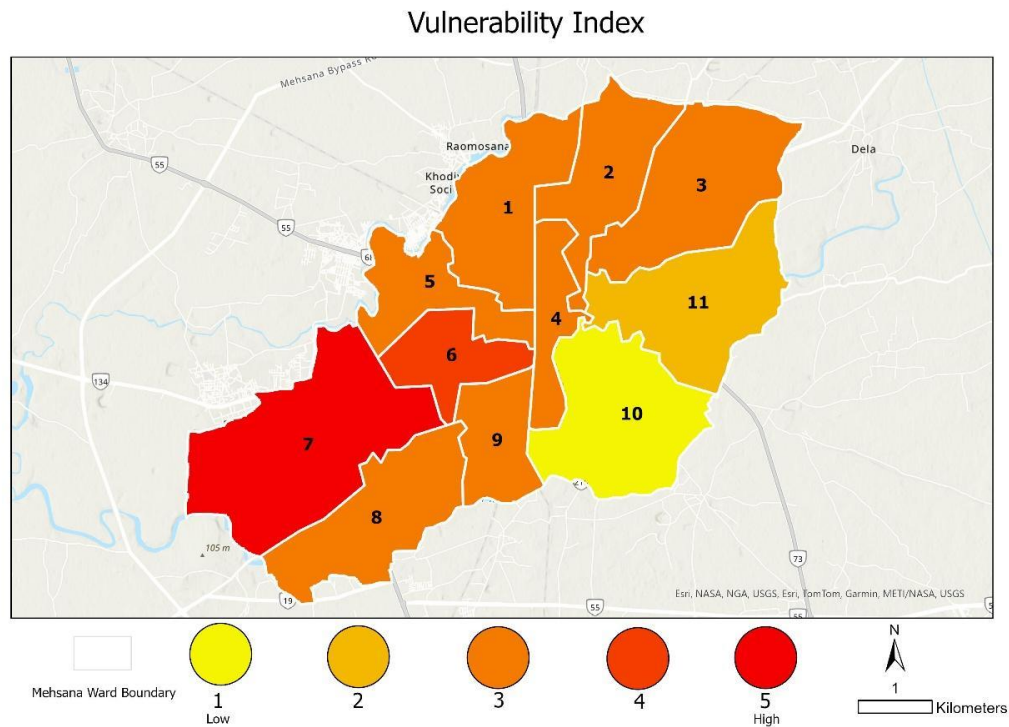 Vulnerability Index
Mehsana Bypass
55
Raomosana
Dela
2
Khodi
3
Soci
1
55
5
11
4
6
134
10
9
7
8
105 m
73
Esri, NASA, NGA, USGS, Esri, TomTom, Garmin, METI/NASA, USGS
19
55
55
N
Mehsana Ward Boundary
1
2
3
4
5
1
Kilometers
Low
High